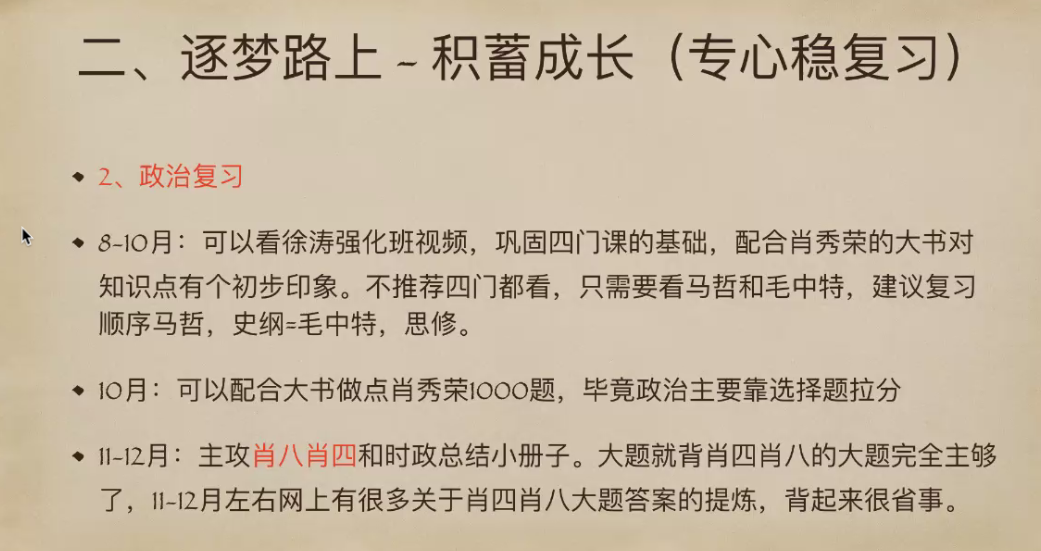 二、逐梦路上 - 积蓄成长（专心稳复习）
2、政治复习
8-10月：可以看徐涛强化班视频，巩固四门课的基础，配合肖秀荣的大书对
知识点有个初步印象。不推荐四门都看，只需要看马哲和毛中特，建议复习
顺序马哲，史纲=毛中特，思修。
10月：可以配合大书做点肖秀荣1000题，毕竟政治主要靠选择题拉分
11-12月：主攻肖八肖四和时政总结小册子。大题就背肖四肖八的大题完全主够
了，11-12月左右网上有很多关于肖四肖八大题答案的提炼，背起来很省事。